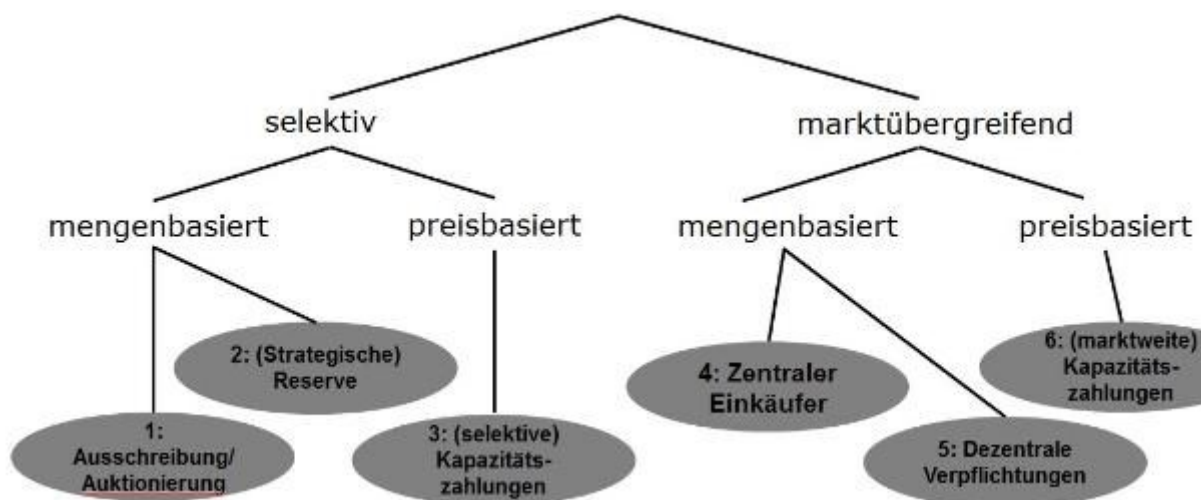 selektiv
marktübergreifend
mengenbasiert
preisbasiert
mengenbasiert
preisbasiert
2: (Strategische)
Reserve
1:
Ausschreibung/
Auktionierung
3: (selektive)
Kapazitäts-
zahlungen
4: Zentraler
Einkäufer
5: Dezentrale
Verpflichtungen
6: (marktweite)
Kapazitäts-
zahlungen